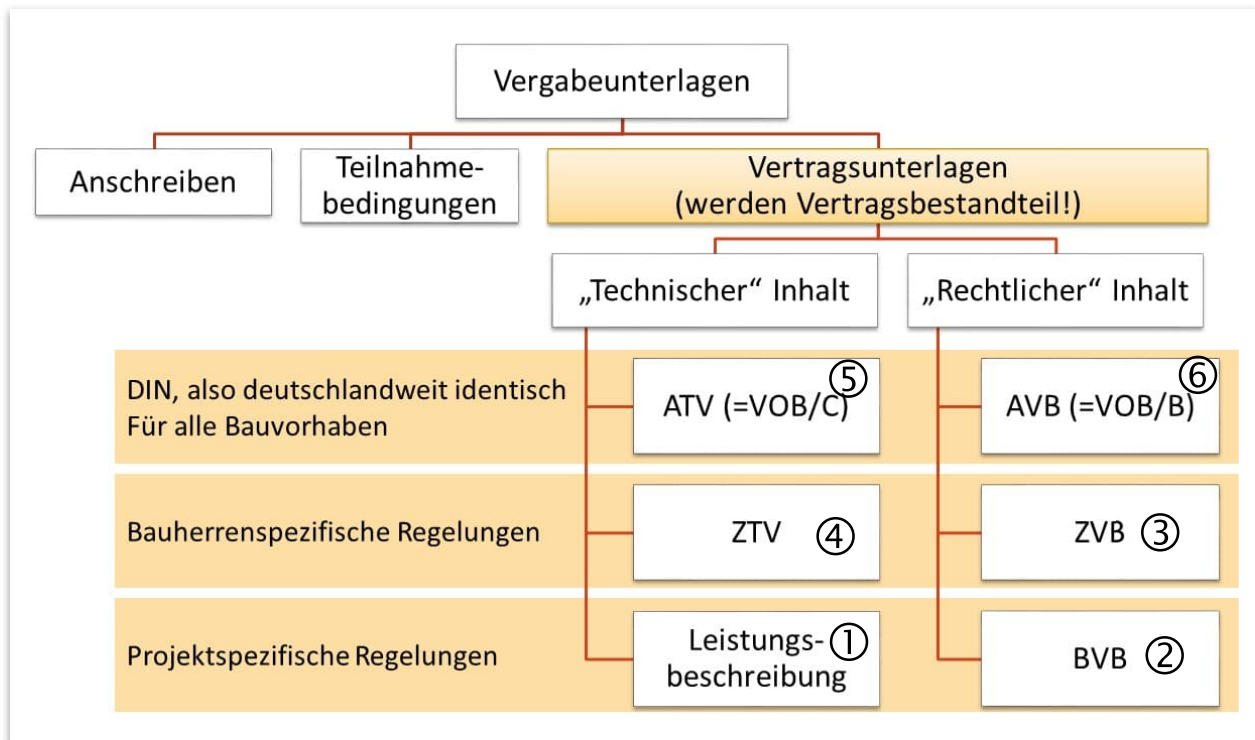 Vergabeunterlagen
Anschreiben
Teilnahme-
bedingungen
Vertragsunterlagen
(werden Vertragsbestandteil!)
„Technischer“ Inhalt
„Rechtlicher“ Inhalt
DIN, also deutschlandweit identisch
Für alle Bauvorhaben
ATV (=VOB/C) ⑤
AVB (=VOB/B) ⑥
Bauherrenspezifische Regelungen
ZTV ④
ZVB ③
Projektspezifische Regelungen
Leistungs- ①
beschreibung
BVB ②